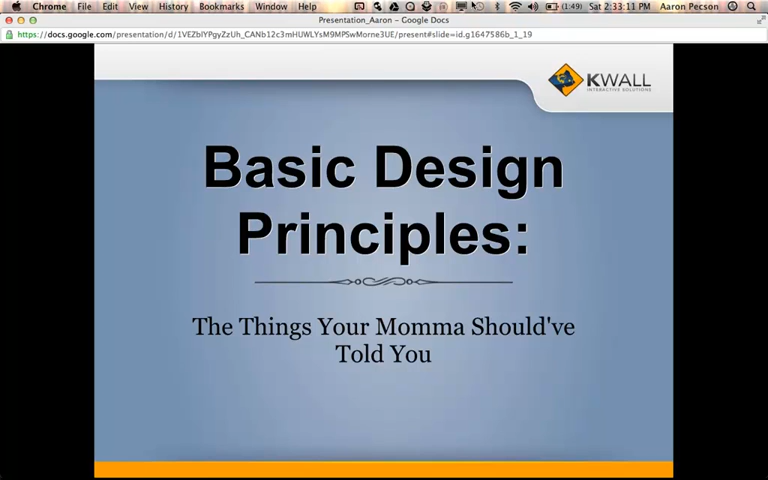 Chrome File Edit View History Bookmarks Window Help (1:49) Sat 2:33:11 PM Aaron Pecson
Presentation_Aaron – Google Docs
KWALL
INTERACTIVE SOLUTIONS
Basic Design
Principles:
The Things Your Momma Should've
Told You